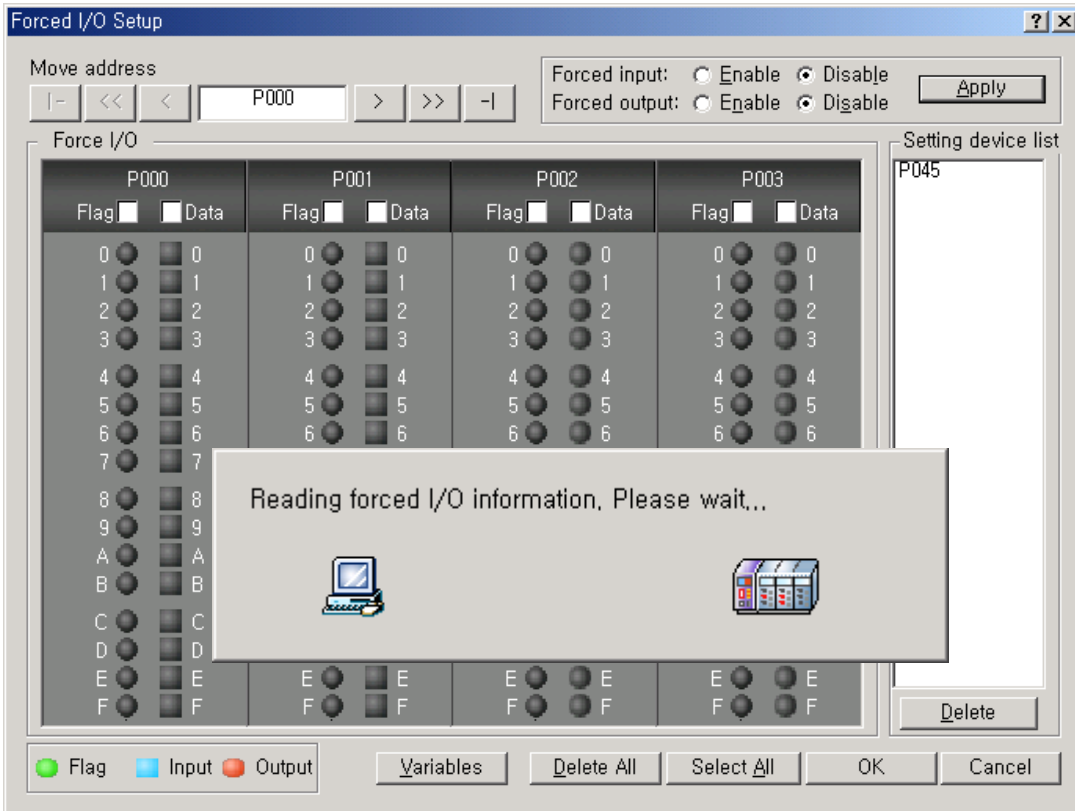 Forced I/O Setup
Move address
|- << < P000 > >> -|
Forced input: Enable Disable
Forced output: Enable Disable
Apply
Force I/O
Setting device list
P045
P000 P001 P002 P003
Flag Data Flag Data Flag Data Flag Data
0 0 0 0 0 0 0 0
1 1 1 1 1 1 1 1
2 2 2 2 2 2 2 2
3 3 3 3 3 3 3 3
4 4 4 4 4 4 4 4
5 5 5 5 5 5 5 5
6 6 6 6 6 6 6 6
7 7
8 8
9 9
A A
B B
C C
D D
E E E E E E E E
F F F F F F F F
Reading forced I/O information, Please wait,,,
Delete
Flag Input Output
Variables Delete All Select All OK Cancel